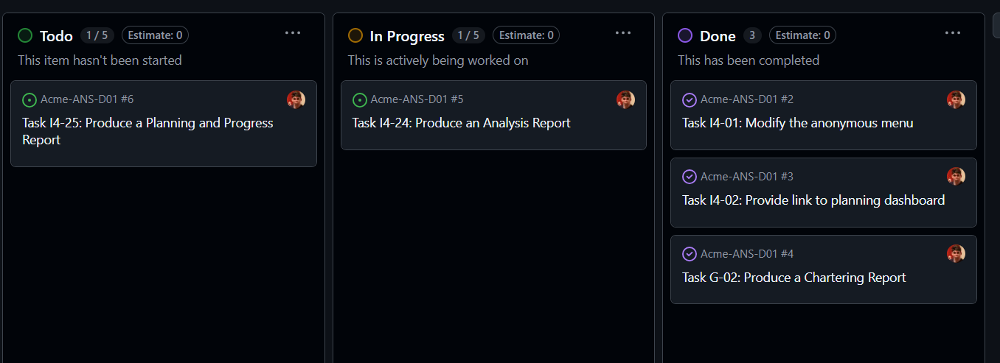 Todo 1 / 5 Estimate: 0
This item hasn't been started
Acme-ANS-D01 #6
Task I4-25: Produce a Planning and Progress
Report
In Progress 1 / 5 Estimate: 0
This is actively being worked on
Acme-ANS-D01 #5
Task I4-24: Produce an Analysis Report
Done 3 Estimate: 0
This has been completed
Acme-ANS-D01 #2
Task I4-01: Modify the anonymous menu
Acme-ANS-D01 #3
Task I4-02: Provide link to planning dashboard
Acme-ANS-D01 #4
Task G-02: Produce a Chartering Report